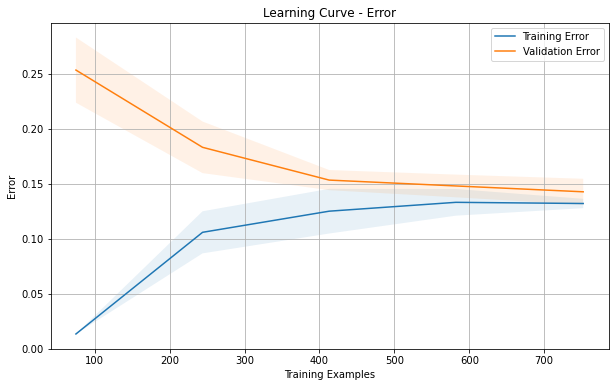 Learning Curve - Error
Training Error
Validation Error
Error
0.25
0.20
0.15
0.10
0.05
0.00
100 200 300 400 500 600 700
Training Examples